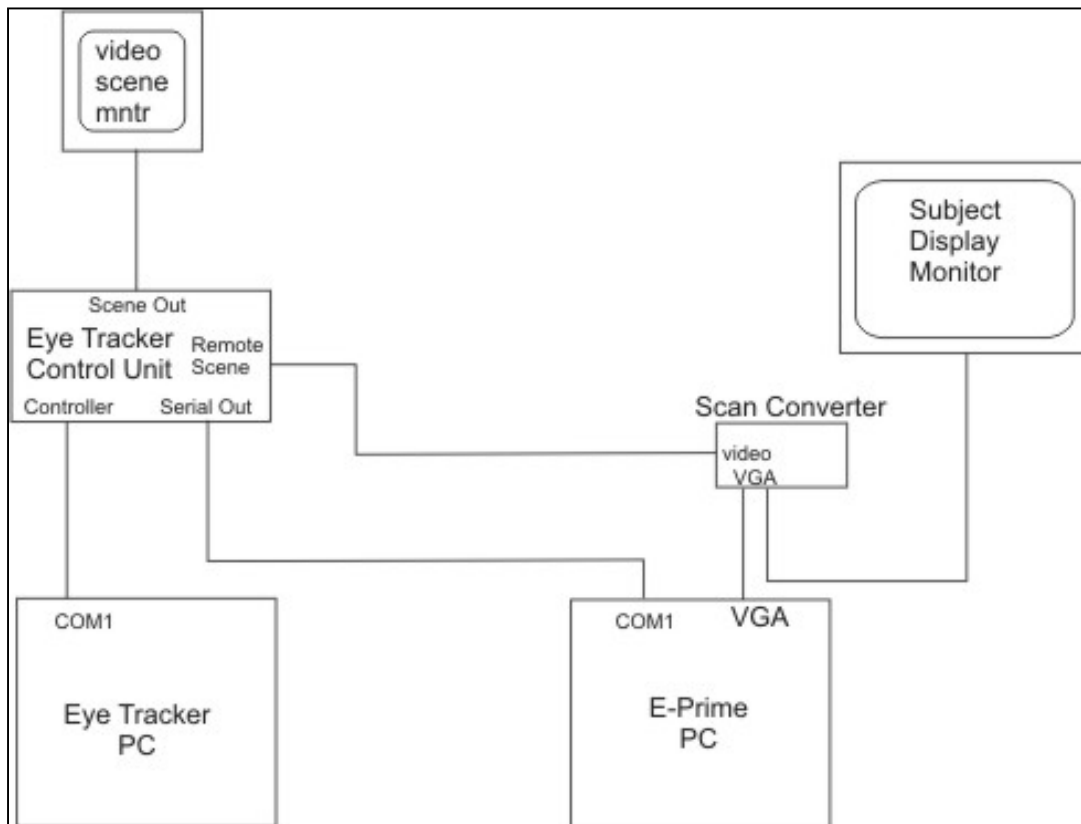 video
scene
mntr
Subject
Display
Monitor
Scene Out
Eye Tracker
Control Unit
Remote
Scene
Controller
Serial Out
Scan Converter
video
VGA
COM1
Eye Tracker
PC
COM1
VGA
E-Prime
PC